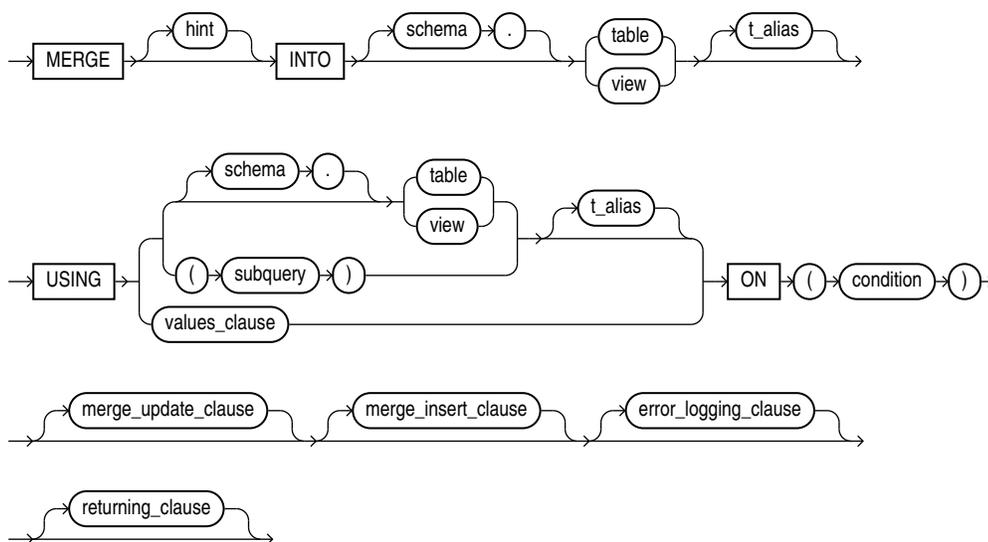 hint schema . table t_alias
MERGE INTO
view
schema . table
t_alias
view
USING ( subquery ) ON ( condition )
values_clause
merge_update_clause merge_insert_clause error_logging_clause
returning_clause